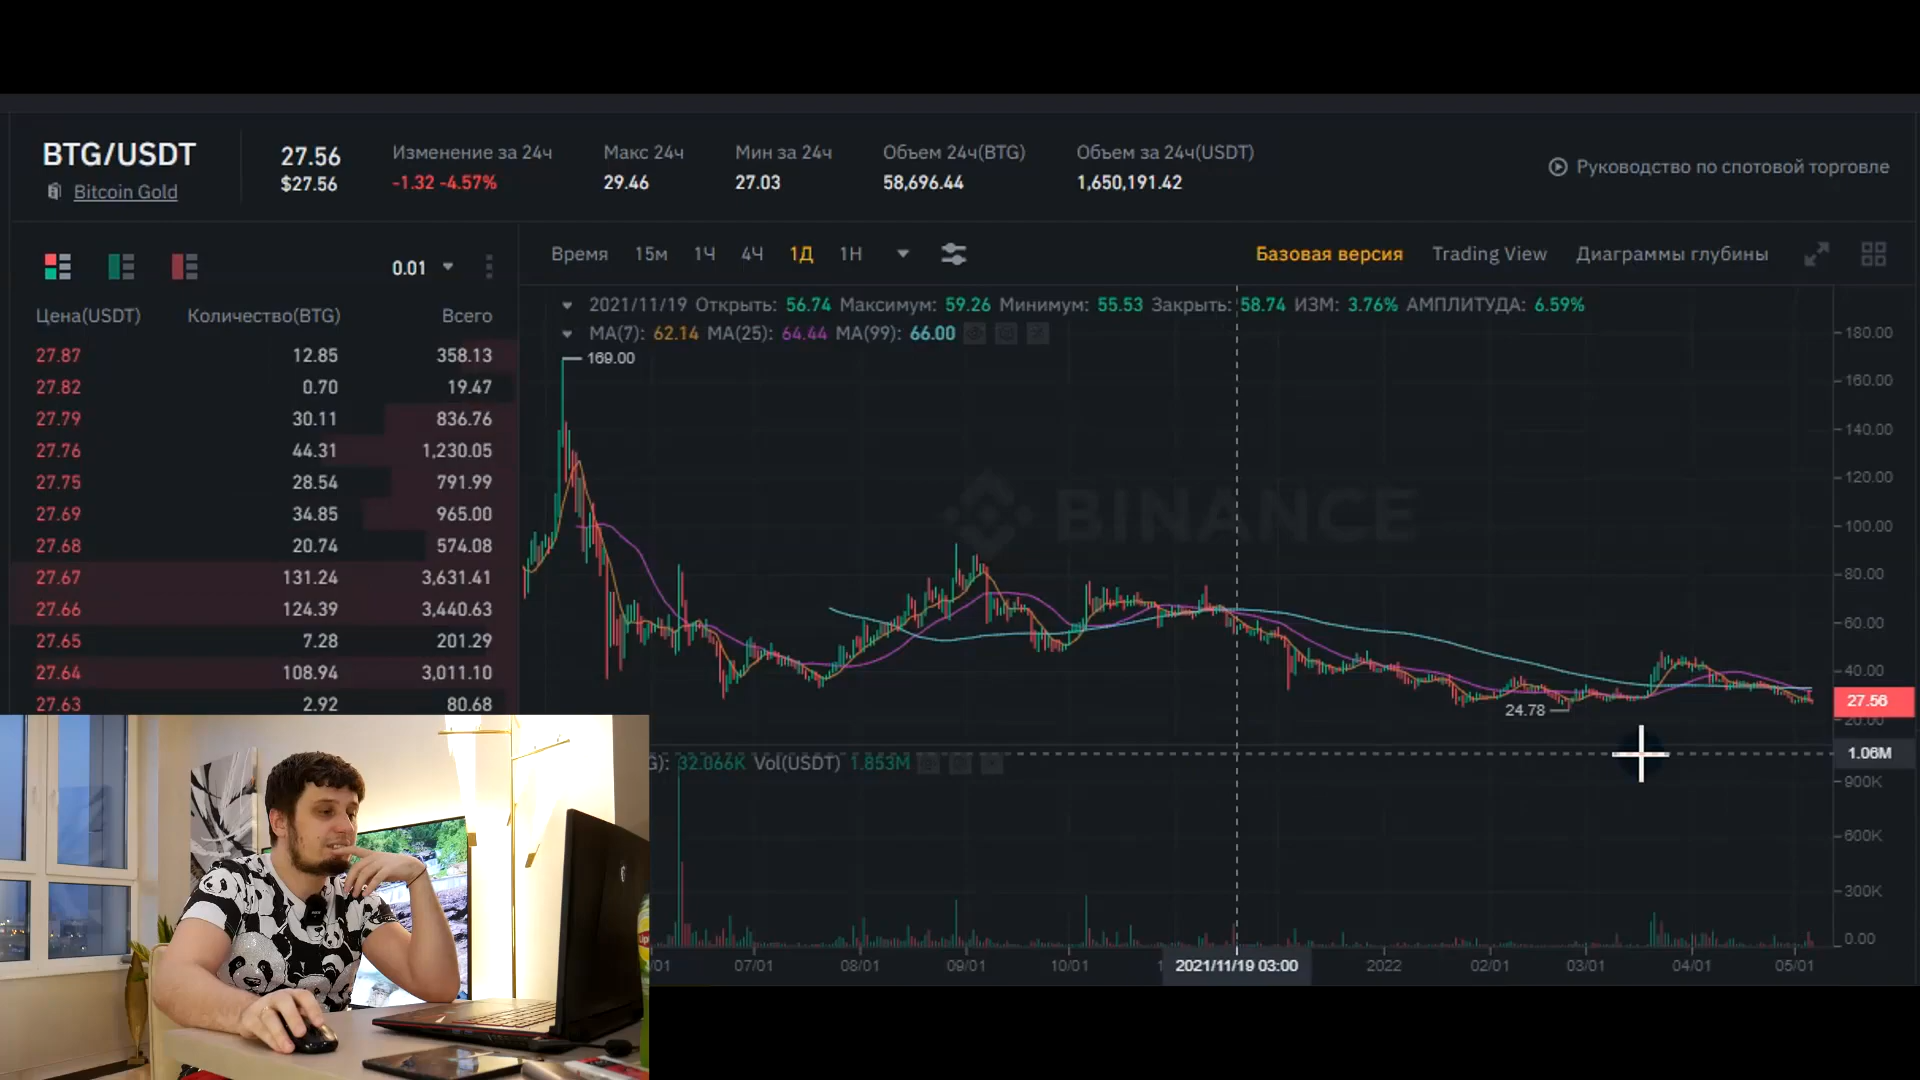 BTG/USDT
Bitcoin Gold
27.56
$27.56
Изменение за 24ч
-1.32 -4.57%
Макс 24ч
29.46
Мин за 24ч
27.03
Объем 24ч(BTG)
58,696.44
Объем за 24ч(USDT)
1,650,191.42
Руководство по спотовой торговле
0.01
Цена(USDT) Количество(BTG) Всего
27.87 12.85 358.13
27.82 0.70 19.47
27.79 30.11 836.76
27.76 44.31 1,230.05
27.75 28.54 791.99
27.69 34.85 965.00
27.68 20.74 574.08
27.67 131.24 3,631.41
27.66 124.39 3,440.63
27.65 7.28 201.29
27.64 108.94 3,011.10
27.63 2.92 80.68
Время 15м 1Ч 4Ч 1Д 1Н
Базовая версия Trading View Диаграммы глубины
2021/11/19 Открыть: 56.74 Максимум: 59.26 Минимум: 55.53 Закрыть: 58.74 ИЗМ: 3.76% АМПЛИТУДА: 6.59%
MA(7): 62.14 MA(25): 64.44 MA(99): 66.00
169.00
BINANCE
24.78
180.00
160.00
140.00
120.00
100.00
80.00
60.00
40.00
27.56
20.00
G): 32.066K Vol(USDT) 1.853M
1.06M
900K
600K
300K
0.00
/01 07/01 08/01 09/01 10/01 1 2021/11/19 03:00 2022 02/01 03/01 04/01 05/01